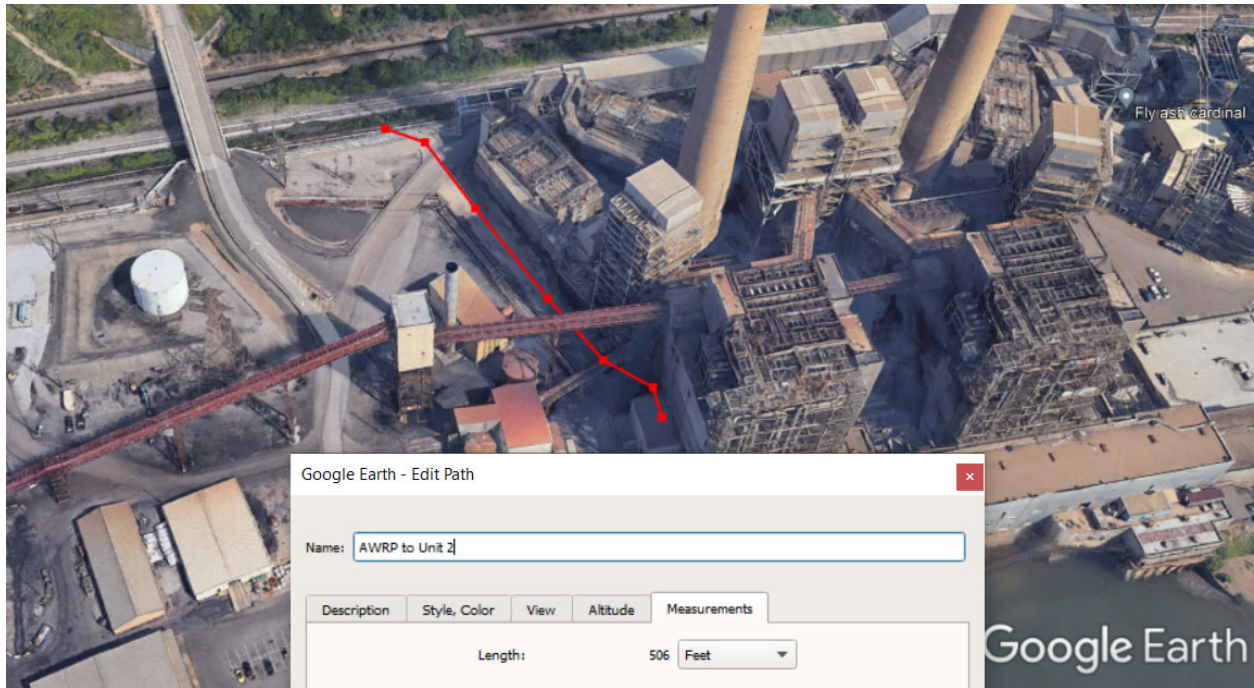 Fly ash cardinal
Google Earth - Edit Path
×
Name: AWRP to Unit 2
Description Style, Color View Altitude Measurements
Length: 506 Feet
Google Earth